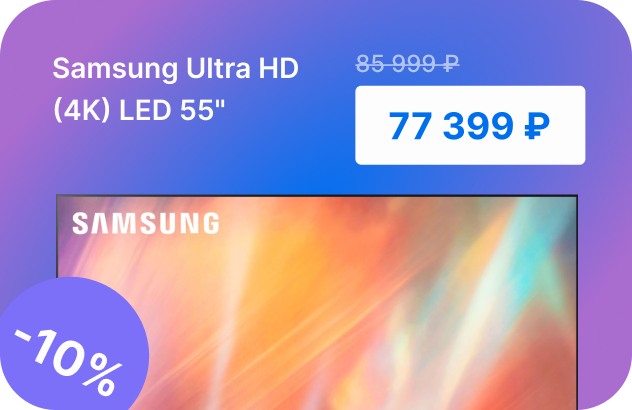 Samsung Ultra HD
(4K) LED 55"
85 999 ₽
77 399 ₽
SAMSUNG
-10%